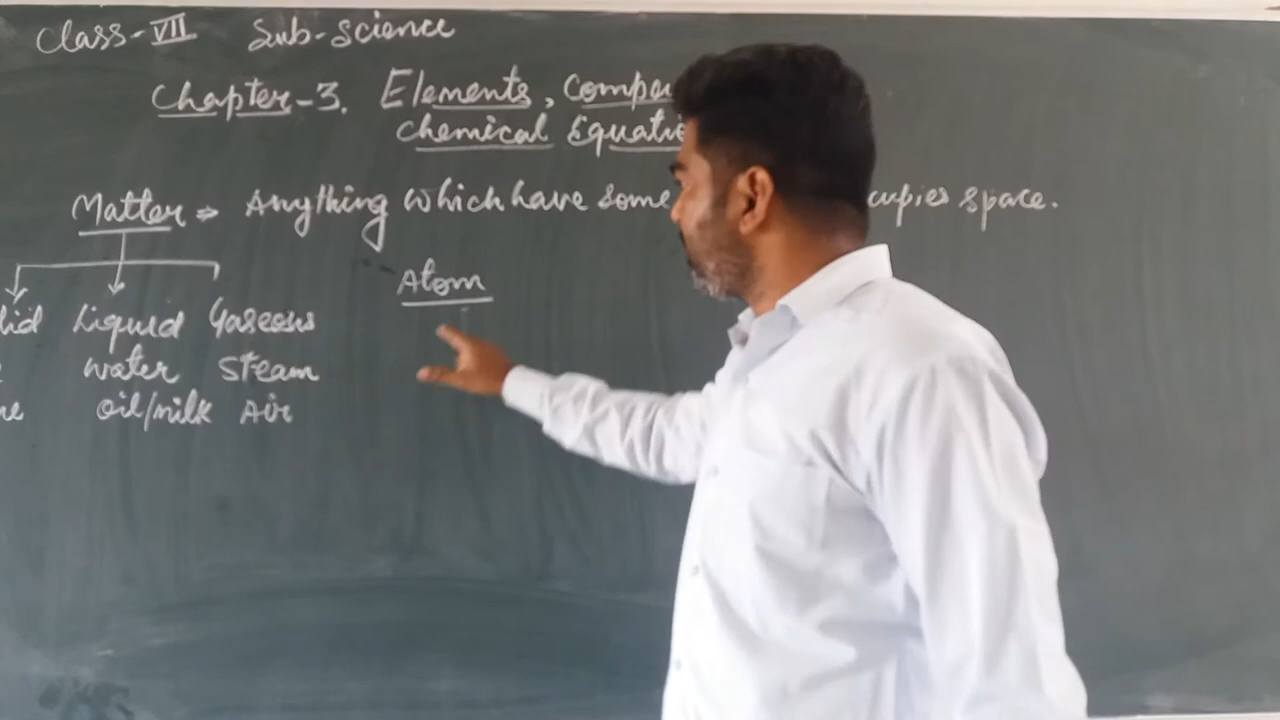 Class-VII Sub-science
Chapter-3. Elements, Compou
Chemical Equatio
Matter ⇒ Anything which have some cupies space.
Atom
lid Liquid Gaseous
water steam
oil/milk Air